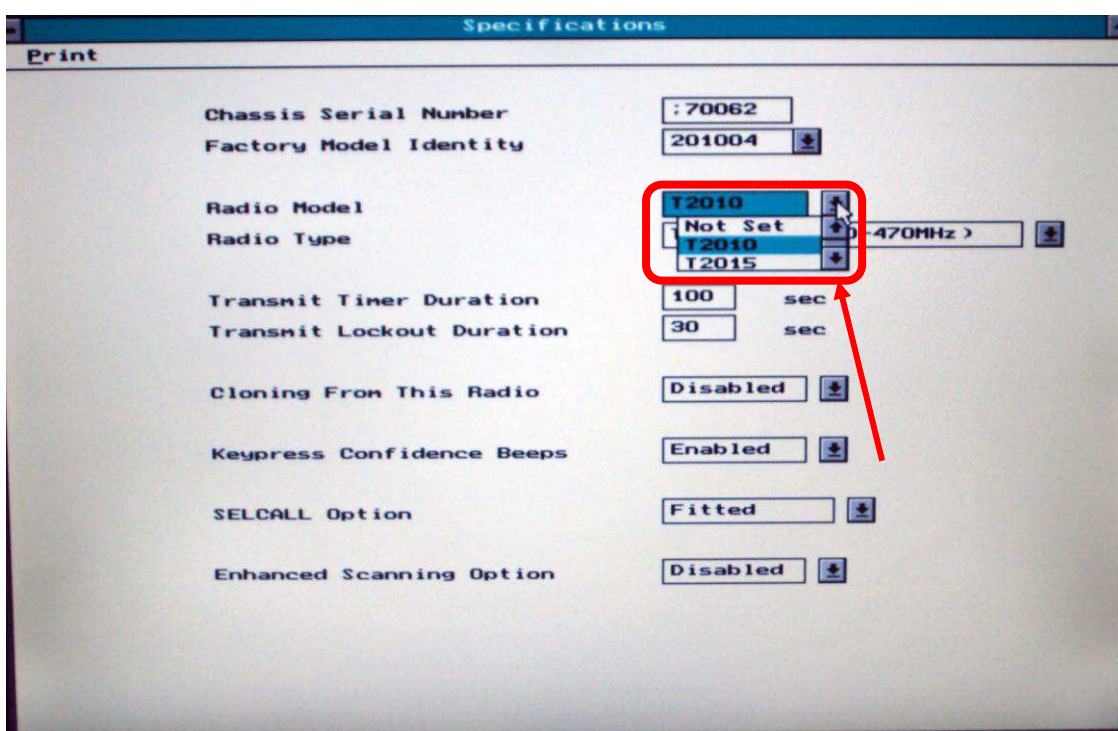 Specifications
Print
Chassis Serial Number :70062
Factory Model Identity 201004
Radio Model T2010
Not Set
Radio Type -470MHz )
T2010
T2015
Transmit Timer Duration 100 sec
Transmit Lockout Duration 30 sec
Cloning From This Radio Disabled
Keypress Confidence Beeps Enabled
SELCALL Option Fitted
Enhanced Scanning Option Disabled